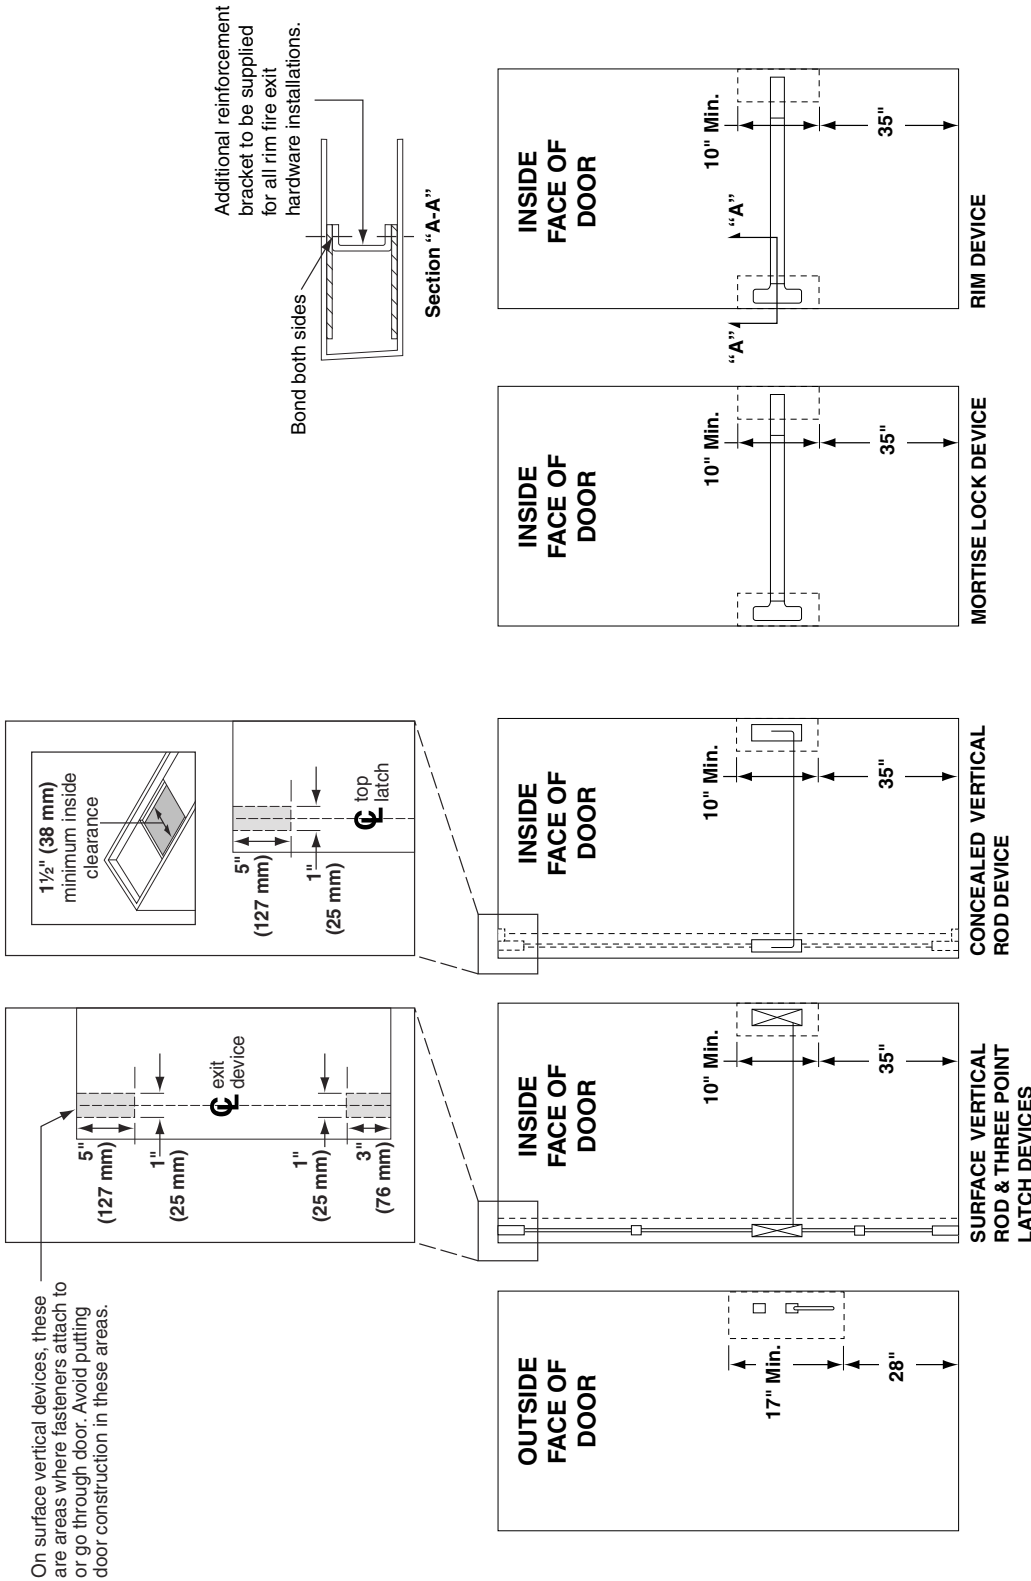 On surface vertical devices, these
are areas where fasteners attach to
or go through door. Avoid putting
door construction in these areas.
5"
(127 mm)
1"
(25 mm)
1"
(25 mm)
3"
(76 mm)
℄ exit
device
1½" (38 mm)
minimum inside
clearance
5"
(127 mm)
1"
(25 mm)
℄ top
latch
Additional reinforcement
bracket to be supplied
for all rim fire exit
hardware installations.
Bond both sides
Section “A-A”
OUTSIDE
FACE OF
DOOR
17" Min.
28"
INSIDE
FACE OF
DOOR
10" Min.
35"
SURFACE VERTICAL
ROD & THREE POINT
LATCH DEVICES
INSIDE
FACE OF
DOOR
10" Min.
35"
CONCEALED VERTICAL
ROD DEVICE
INSIDE
FACE OF
DOOR
10" Min.
35"
MORTISE LOCK DEVICE
INSIDE
FACE OF
DOOR
10" Min.
35"
“A”
“A”
RIM DEVICE